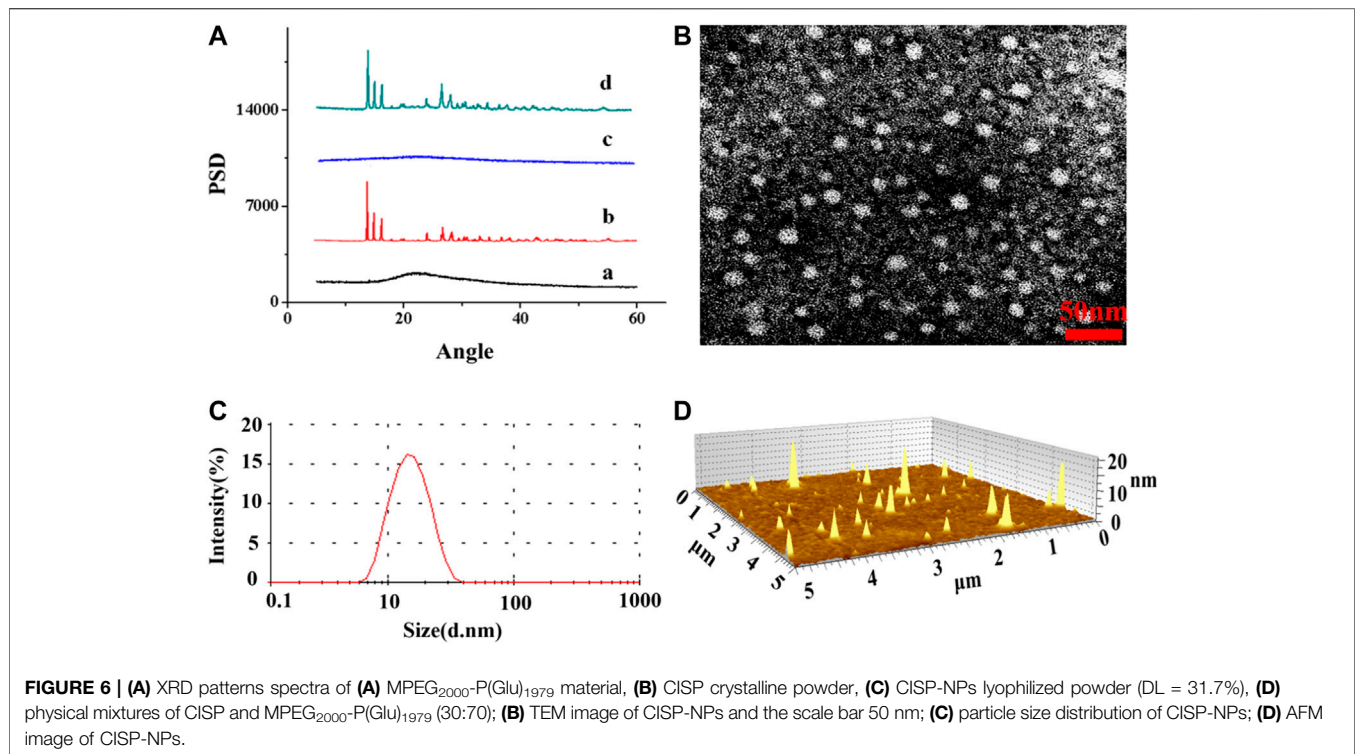 A
PSD
14000
7000
0
d
c
b
a
0
20
40
60
Angle
B
50nm
C
Intensity(%)
20
15
10
5
0
0.1
10
100
1000
Size(d.nm)
D
20
10
0
nm
0
1
2
3
4
5
μm
5
4
3
2
1
0
μm
FIGURE 6 | (A) XRD patterns spectra of (A) MPEG2000-P(Glu)1979 material, (B) CISP crystalline powder, (C) CISP-NPs lyophilized powder (DL = 31.7%), (D)
physical mixtures of CISP and MPEG2000-P(Glu)1979 (30:70); (B) TEM image of CISP-NPs and the scale bar 50 nm; (C) particle size distribution of CISP-NPs; (D) AFM
image of CISP-NPs.